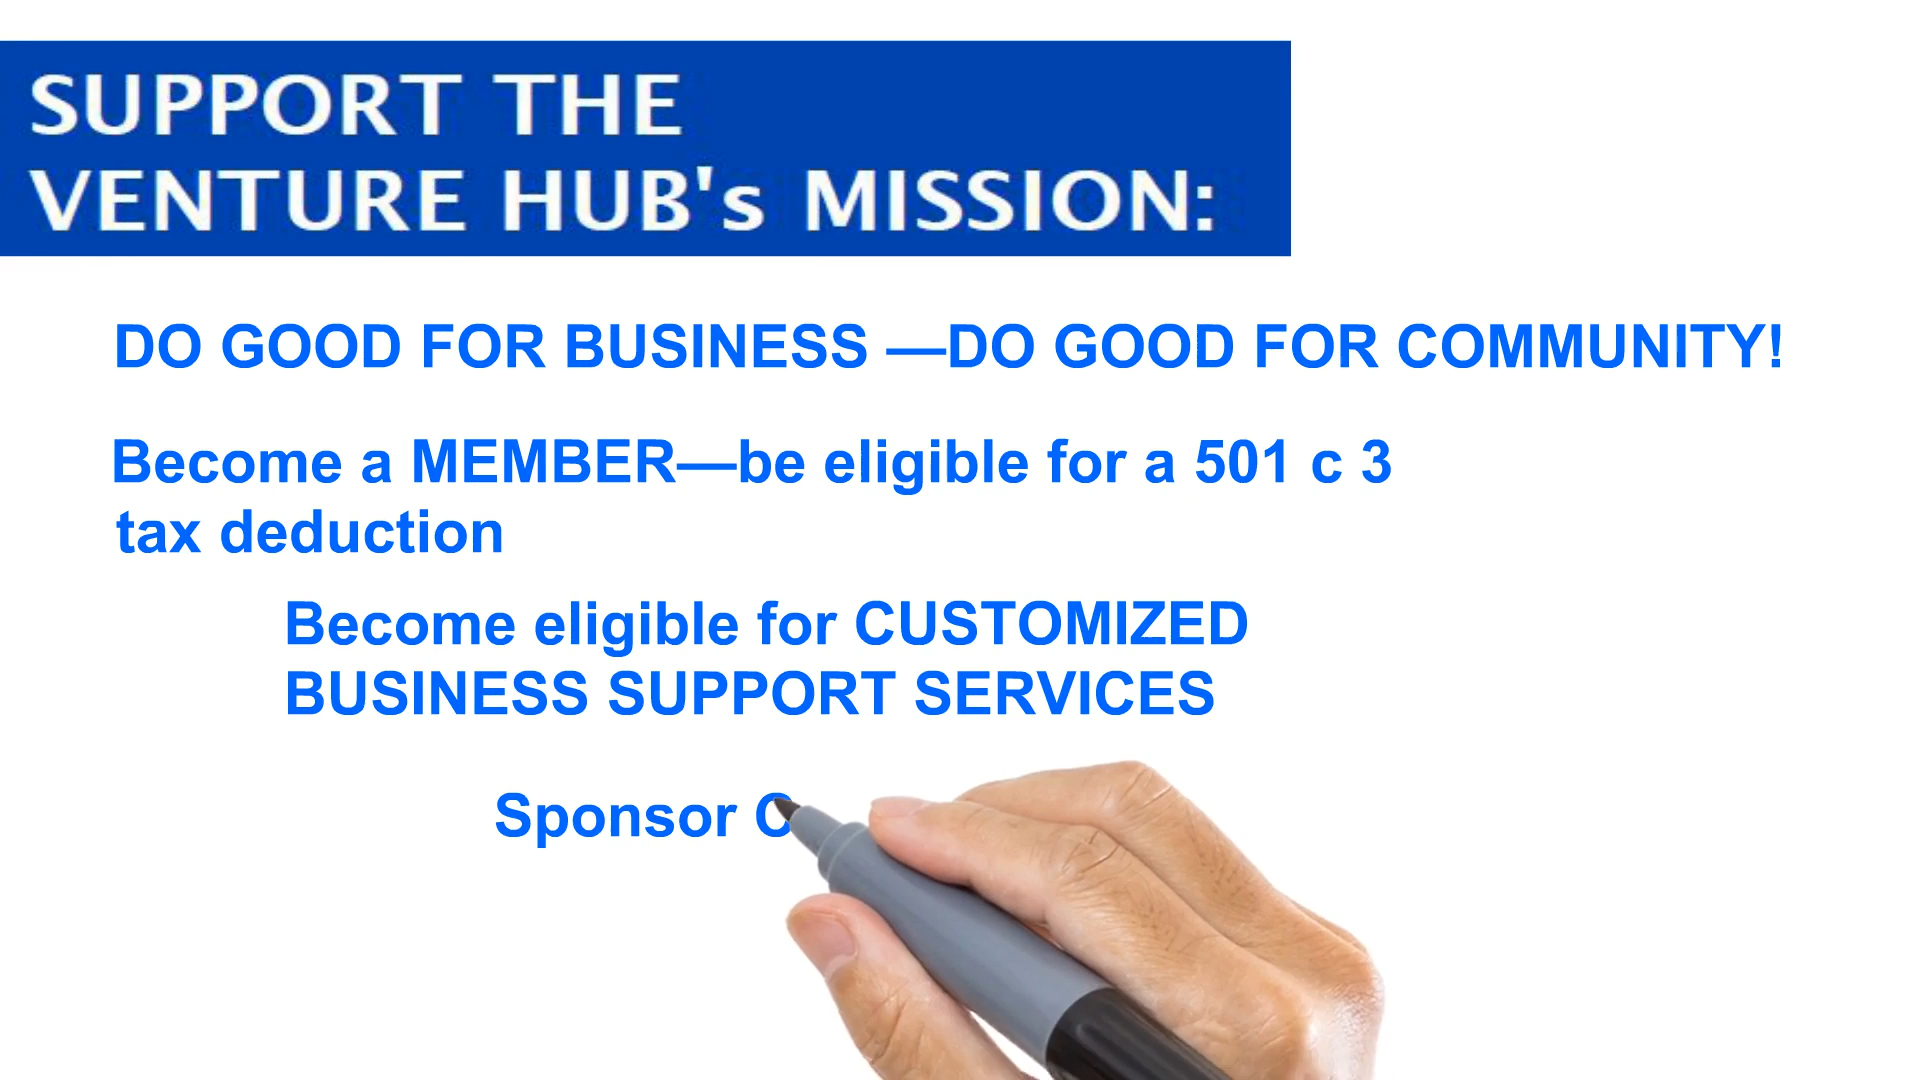 SUPPORT THE
VENTURE HUB's MISSION:
DO GOOD FOR BUSINESS —DO GOOD FOR COMMUNITY!
Become a MEMBER—be eligible for a 501 c 3
tax deduction
Become eligible for CUSTOMIZED
BUSINESS SUPPORT SERVICES
Sponsor